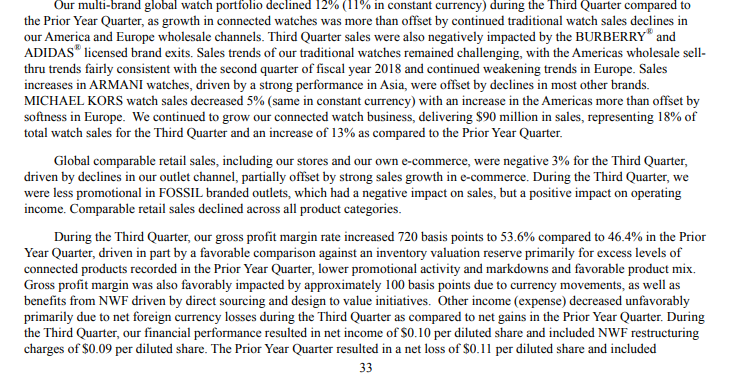 Our multi-brand global watch portfolio declined 12% (11% in constant currency) during the Third Quarter compared to
the Prior Year Quarter, as growth in connected watches was more than offset by continued traditional watch sales declines in
our America and Europe wholesale channels. Third Quarter sales were also negatively impacted by the BURBERRY® and
ADIDAS® licensed brand exits. Sales trends of our traditional watches remained challenging, with the Americas wholesale sell-
thru trends fairly consistent with the second quarter of fiscal year 2018 and continued weakening trends in Europe. Sales
increases in ARMANI watches, driven by a strong performance in Asia, were offset by declines in most other brands.
MICHAEL KORS watch sales decreased 5% (same in constant currency) with an increase in the Americas more than offset by
softness in Europe. We continued to grow our connected watch business, delivering $90 million in sales, representing 18% of
total watch sales for the Third Quarter and an increase of 13% as compared to the Prior Year Quarter.
Global comparable retail sales, including our stores and our own e-commerce, were negative 3% for the Third Quarter,
driven by declines in our outlet channel, partially offset by strong sales growth in e-commerce. During the Third Quarter, we
were less promotional in FOSSIL branded outlets, which had a negative impact on sales, but a positive impact on operating
income. Comparable retail sales declined across all product categories.
During the Third Quarter, our gross profit margin rate increased 720 basis points to 53.6% compared to 46.4% in the Prior
Year Quarter, driven in part by a favorable comparison against an inventory valuation reserve primarily for excess levels of
connected products recorded in the Prior Year Quarter, lower promotional activity and markdowns and favorable product mix.
Gross profit margin was also favorably impacted by approximately 100 basis points due to currency movements, as well as
benefits from NWF driven by direct sourcing and design to value initiatives. Other income (expense) decreased unfavorably
primarily due to net foreign currency losses during the Third Quarter as compared to net gains in the Prior Year Quarter. During
the Third Quarter, our financial performance resulted in net income of $0.10 per diluted share and included NWF restructuring
charges of $0.09 per diluted share. The Prior Year Quarter resulted in a net loss of $0.11 per diluted share and included
33